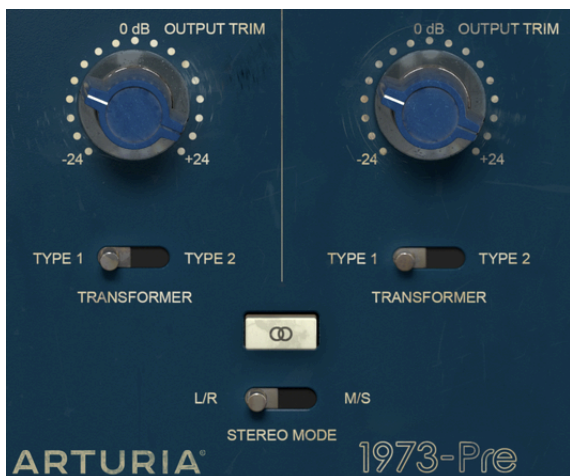 0 dB OUTPUT TRIM
-24 +24
TYPE 1 TYPE 2
TRANSFORMER
0 dB OUTPUT TRIM
-24 +24
TYPE 1 TYPE 2
TRANSFORMER
L/R M/S
STEREO MODE
ARTURIA®
1973-Pre